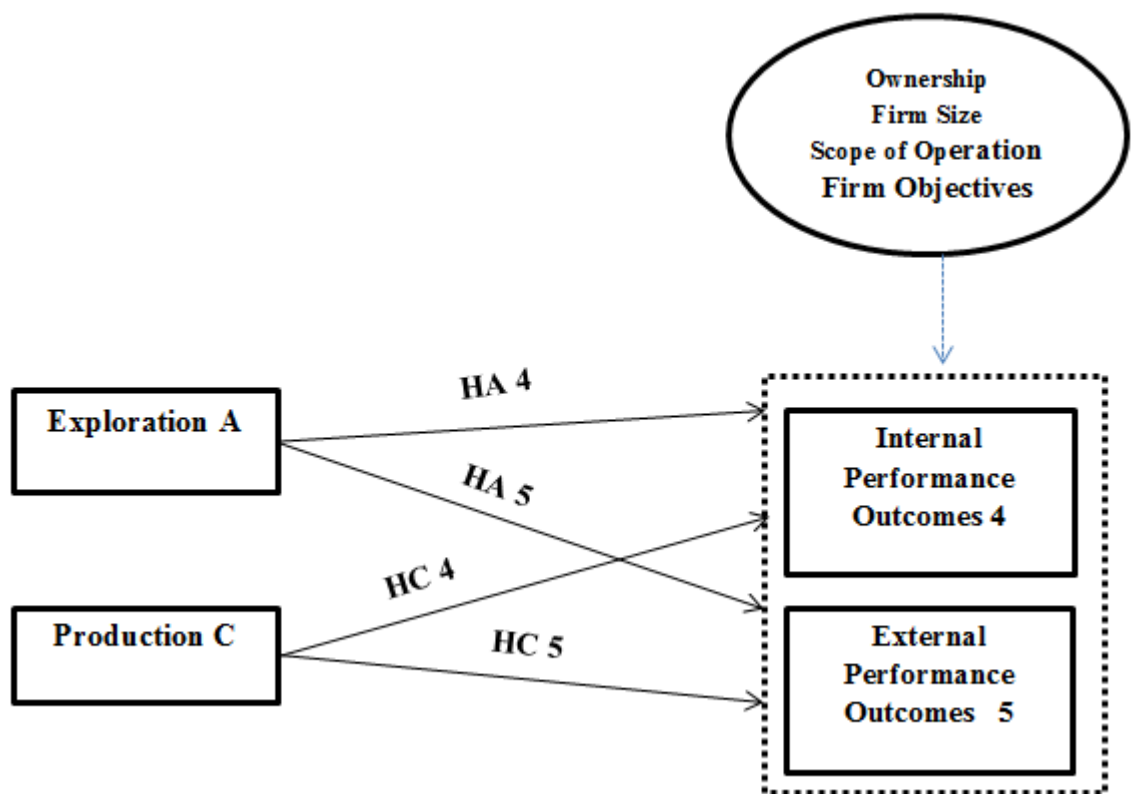 Ownership
Firm Size
Scope of Operation
Firm Objectives
HA 4
Exploration A
Internal
Performance
Outcomes 4
HA 5
HC 4
Production C
HC 5
External
Performance
Outcomes 5